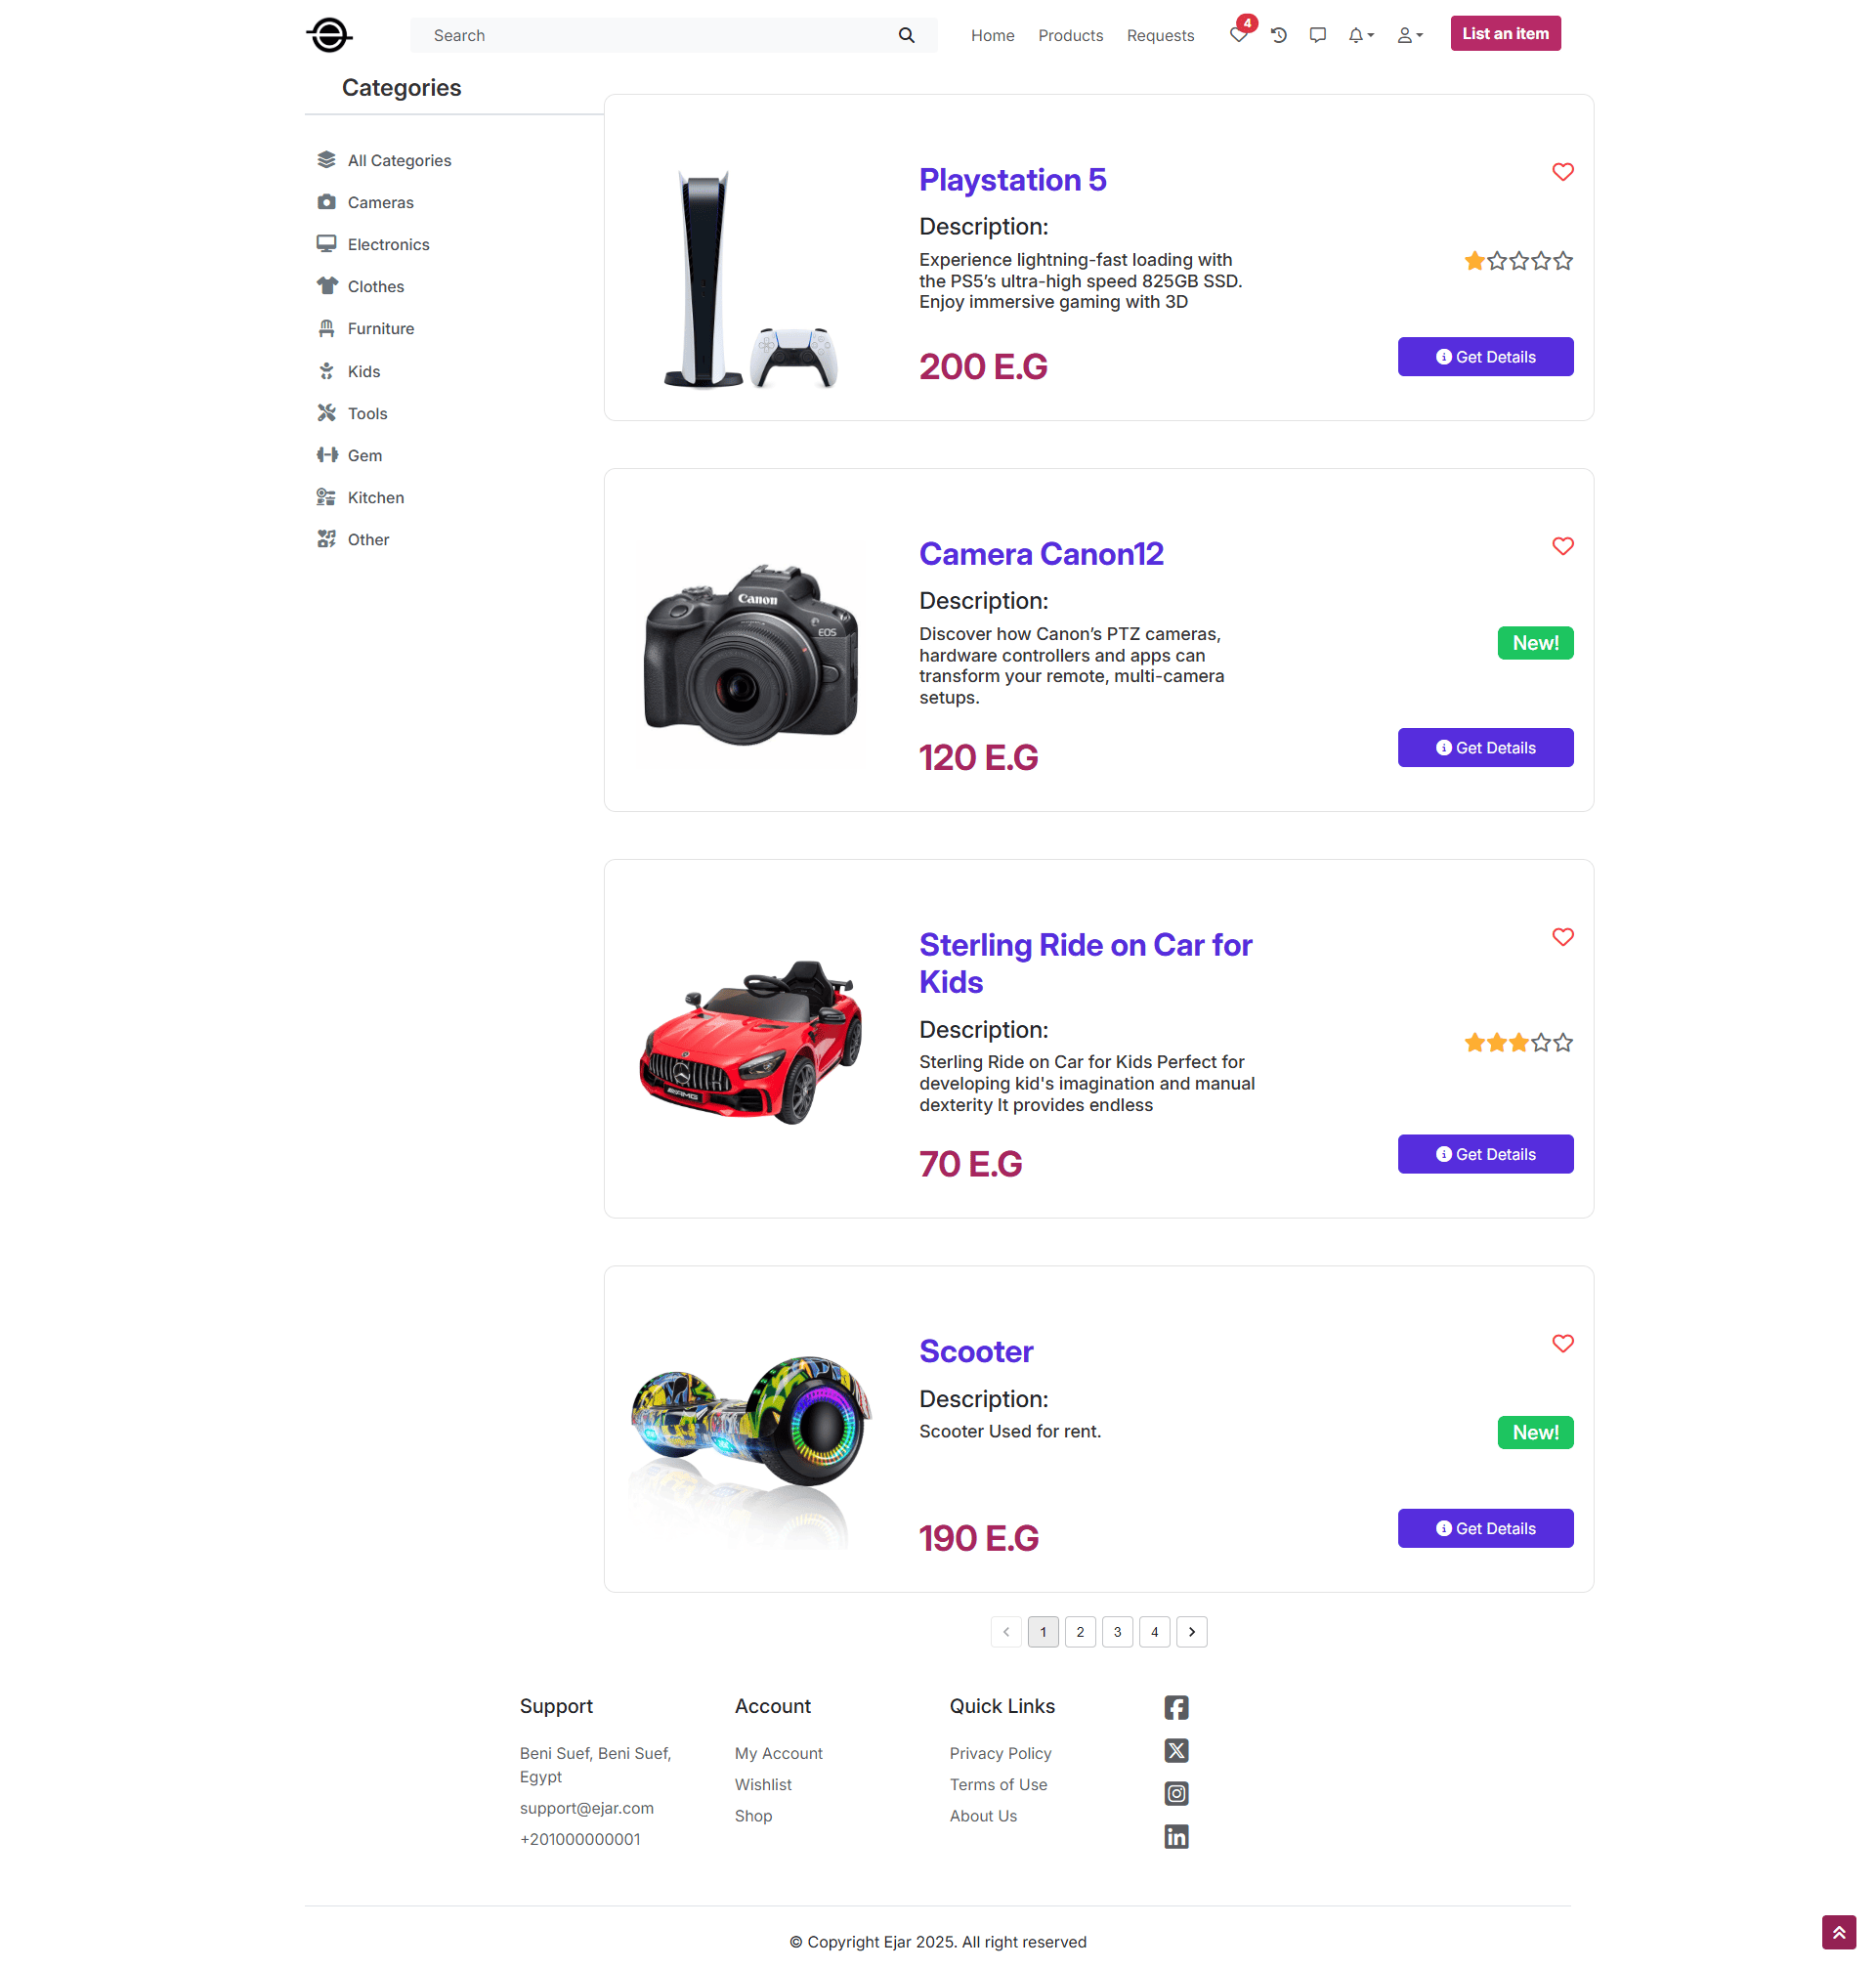 Search
Home
Products
Requests
4
List an item
Categories
All Categories
Cameras
Electronics
Clothes
Furniture
Kids
Tools
Gem
Kitchen
Other
Playstation 5
Description:
Experience lightning-fast loading with
the PS5’s ultra-high speed 825GB SSD.
Enjoy immersive gaming with 3D
200 E.G
Get Details
Canon
EOS
Camera Canon12
Description:
Discover how Canon’s PTZ cameras,
hardware controllers and apps can
transform your remote, multi-camera
setups.
New!
120 E.G
Get Details
AMG
Sterling Ride on Car for
Kids
Description:
Sterling Ride on Car for Kids Perfect for
developing kid's imagination and manual
dexterity It provides endless
70 E.G
Get Details
Scooter
Description:
Scooter Used for rent.
New!
190 E.G
Get Details
1
2
3
4
Support
Beni Suef, Beni Suef,
Egypt
support@ejar.com
+201000000001
Account
My Account
Wishlist
Shop
Quick Links
Privacy Policy
Terms of Use
About Us
© Copyright Ejar 2025. All right reserved